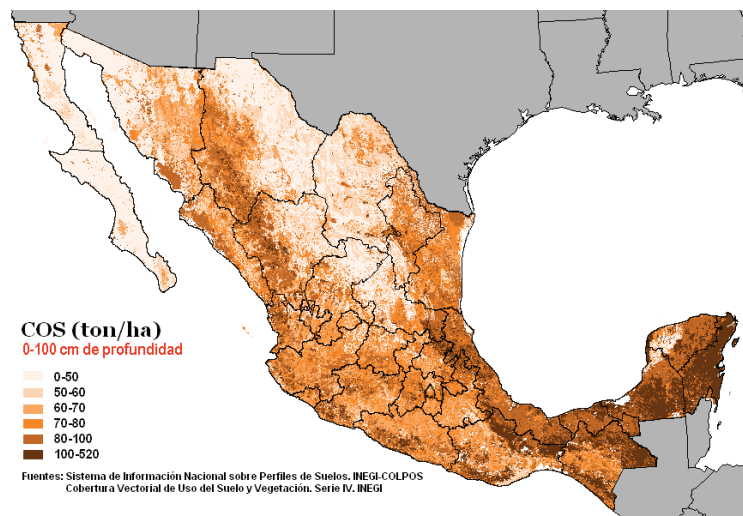 COS (ton/ha)
0-100 cm de profundidad
0-50
50-60
60-70
70-80
80-100
100-520
Fuentes: Sistema de Información Nacional sobre Perfiles de Suelos. INEGI-COLPOS
Cobertura Vectorial de Uso del Suelo y Vegetación. Serie IV. INEGI